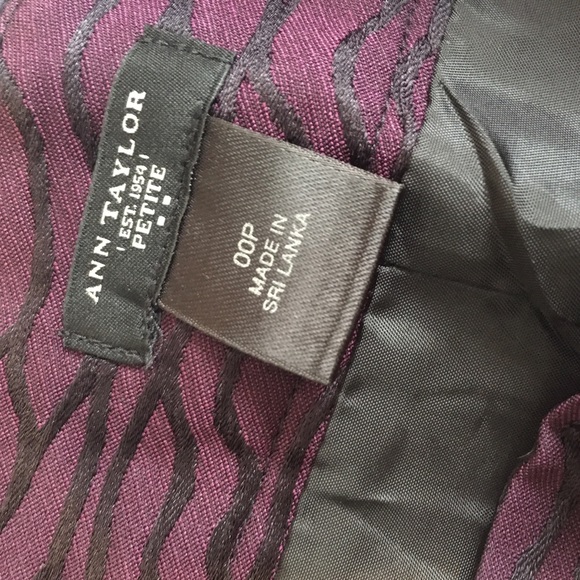 ANN TAYLOR
EST. 1954
PETITE
00P
MADE IN
SRI LANKA